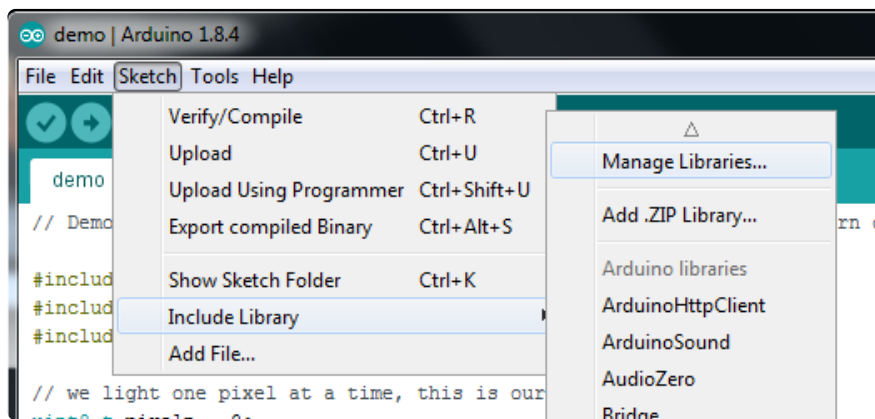 demo | Arduino 1.8.4
File Edit Sketch Tools Help
Verify/Compile Ctrl+R
Upload Ctrl+U
Upload Using Programmer Ctrl+Shift+U
Export compiled Binary Ctrl+Alt+S
Show Sketch Folder Ctrl+K
Include Library
Add File...
Manage Libraries...
Add .ZIP Library...
Arduino libraries
ArduinoHttpClient
ArduinoSound
AudioZero
Bridge
demo
// Demo
rn
#includ
#includ
#includ
// we light one pixel at a time, this is our